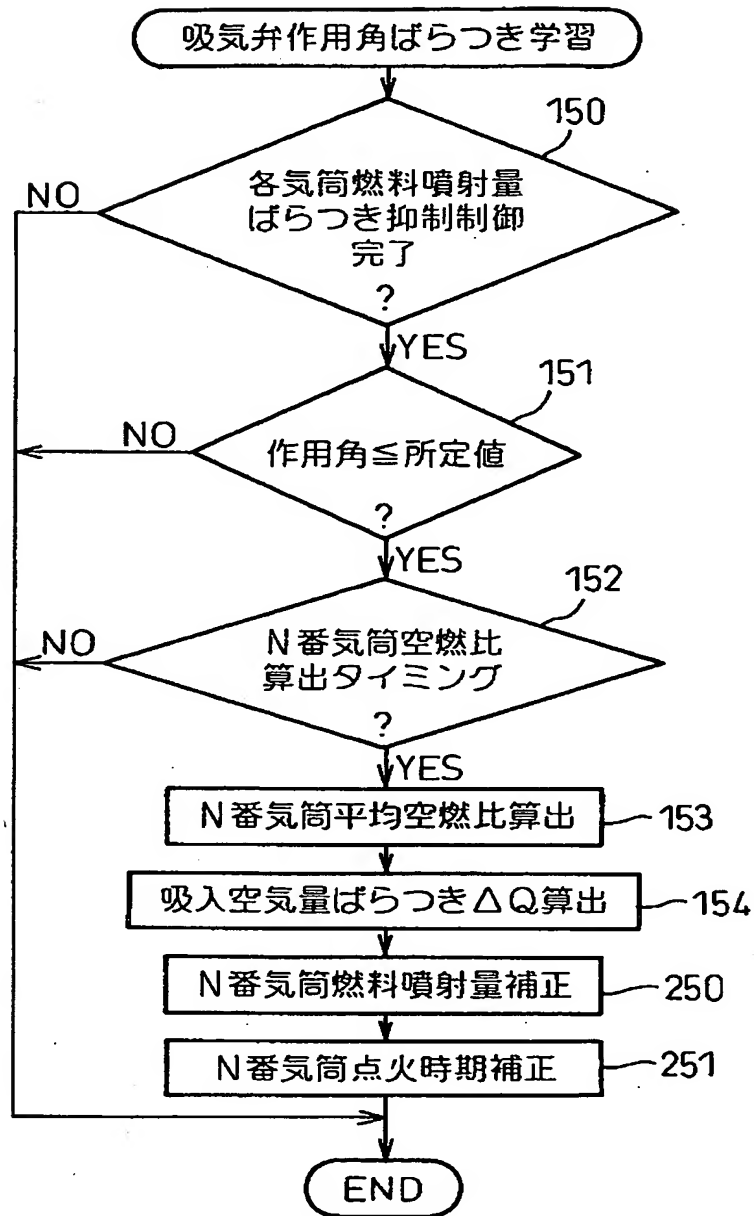 吸気弁作用角ばらつき学習
150
各気筒燃料噴射量
ばらつき抑制制御
完了
?
NO
YES
151
作用角≦所定値
?
NO
YES
152
N番気筒空燃比
算出タイミング
?
NO
YES
N番気筒平均空燃比算出
153
吸入空気量ばらつき△Q算出
154
N番気筒燃料噴射量補正
250
N番気筒点火時期補正
251
END